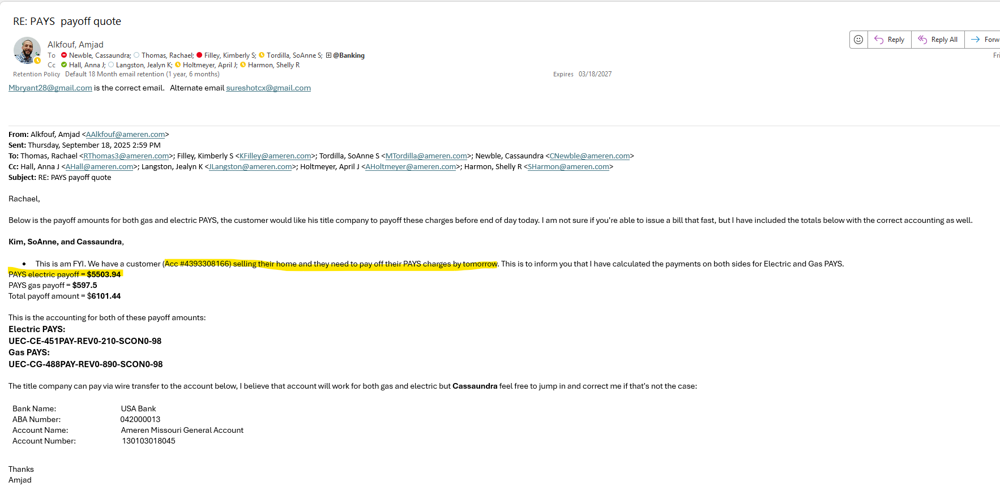 RE: PAYS  payoff quote
Alkfouf, Amjad
To Newble, Cassaundra; Thomas, Rachael; Filley, Kimberly S; Tordilla, SoAnne S; @Banking
Cc Hall, Anna J; Langston, Jealyn K; Holtmeyer, April J; Harmon, Shelly R
Reply
Reply All
Forw
Fri
Retention Policy Default 18 Month email retention (1 year, 6 months) Expires 03/18/2027
Mbryant28@gmail.com is the correct email.   Alternate email sureshotcx@gmail.com
From: Alkfouf, Amjad <AAlkfouf@ameren.com>
Sent: Thursday, September 18, 2025 2:59 PM
To: Thomas, Rachael <RThomas3@ameren.com>; Filley, Kimberly S <KFilley@ameren.com>; Tordilla, SoAnne S <MTordilla@ameren.com>; Newble, Cassaundra <CNewble@ameren.com>
Cc: Hall, Anna J <AHall@ameren.com>; Langston, Jealyn K <JLangston@ameren.com>; Holtmeyer, April J <AHoltmeyer@ameren.com>; Harmon, Shelly R <SHarmon@ameren.com>
Subject: RE: PAYS payoff quote
Rachael,
Below is the payoff amounts for both gas and electric PAYS, the customer would like his title company to payoff these charges before end of day today. I am not sure if you're able to issue a bill that fast, but I have included the totals below with the correct accounting as well.
Kim, SoAnne, and Cassaundra,
• This is am FYI. We have a customer (Acc #4393308166) selling their home and they need to pay off their PAYS charges by tomorrow. This is to inform you that I have calculated the payments on both sides for Electric and Gas PAYS.
PAYS electric payoff = $5503.94
PAYS gas payoff = $597.5
Total payoff amount = $6101.44
This is the accounting for both of these payoff amounts:
Electric PAYS:
UEC-CE-451PAY-REV0-210-SCON0-98
Gas PAYS:
UEC-CG-488PAY-REV0-890-SCON0-98
The title company can pay via wire transfer to the account below, I believe that account will work for both gas and electric but Cassaundra feel free to jump in and correct me if that's not the case:
Bank Name: USA Bank
ABA Number: 042000013
Account Name: Ameren Missouri General Account
Account Number: 130103018045
Thanks
Amjad